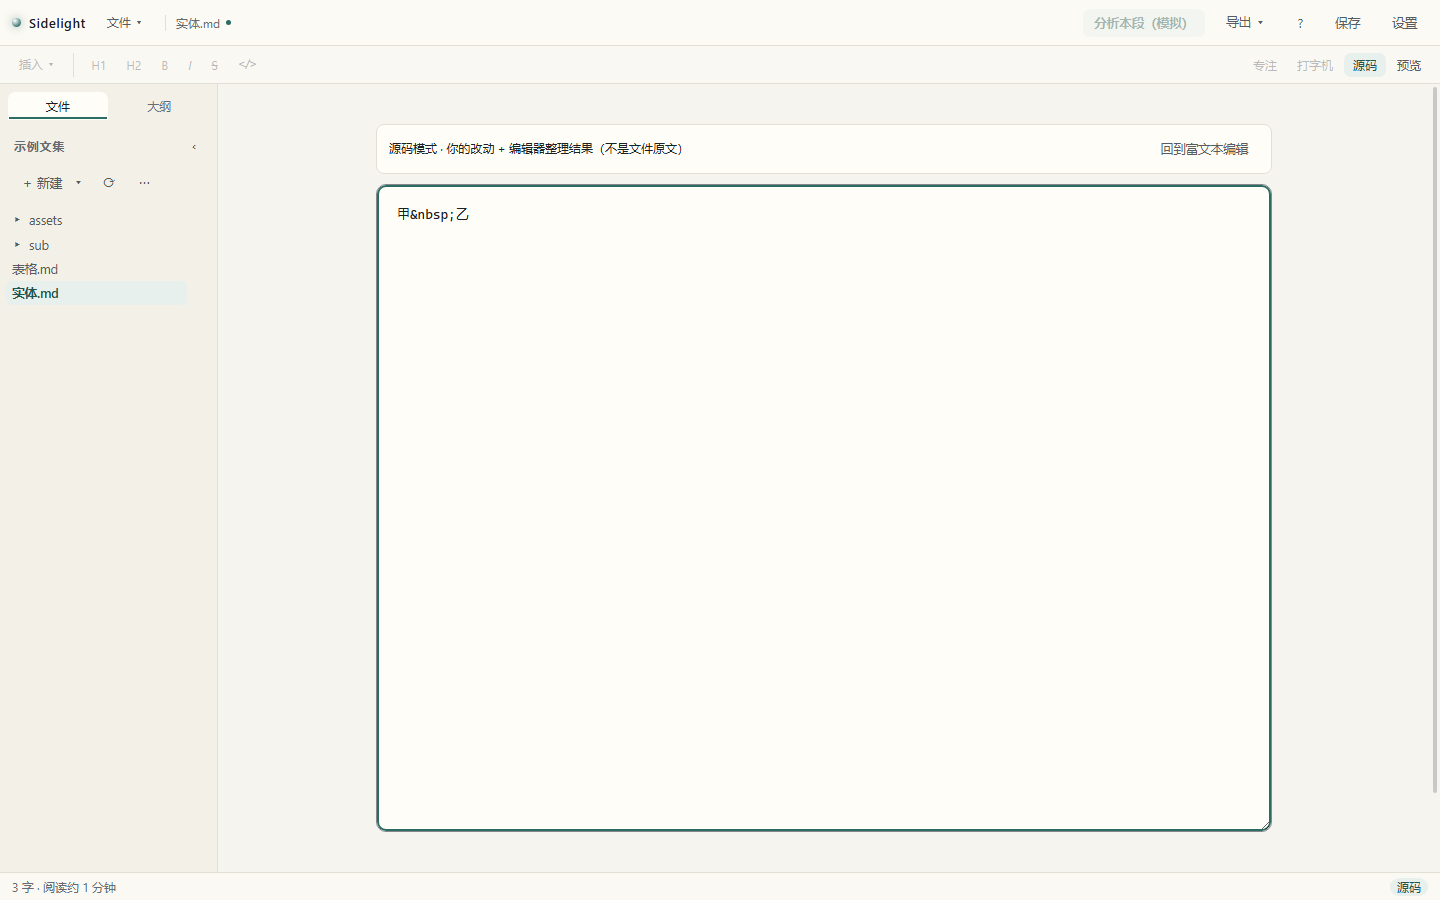 Sidelight 文件 实体.md 分析本段（模拟） 导出 ? 保存 设置
插入 H1 H2 B I S </> 专注 打字机 源码 预览
文件 大纲
示例文集
+ 新建 ···
assets
sub
表格.md
实体.md
源码模式 · 你的改动 + 编辑器整理结果（不是文件原文） 回到富文本编辑
甲&nbsp;乙
3 字 · 阅读约 1 分钟 源码